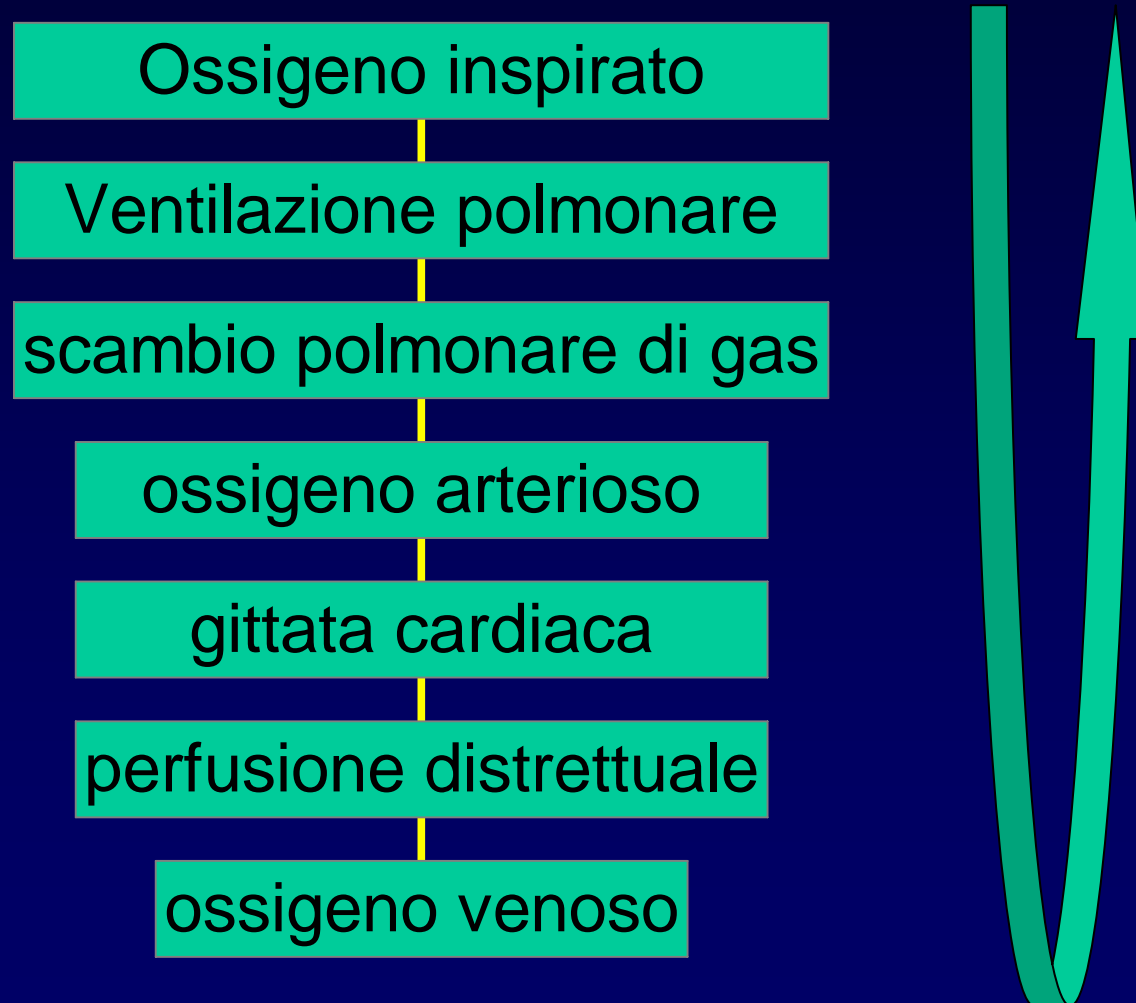 Ossigeno inspirato
Ventilazione polmonare
scambio polmonare di gas
ossigeno arterioso
gittata cardiaca
perfusione distrettuale
ossigeno venoso